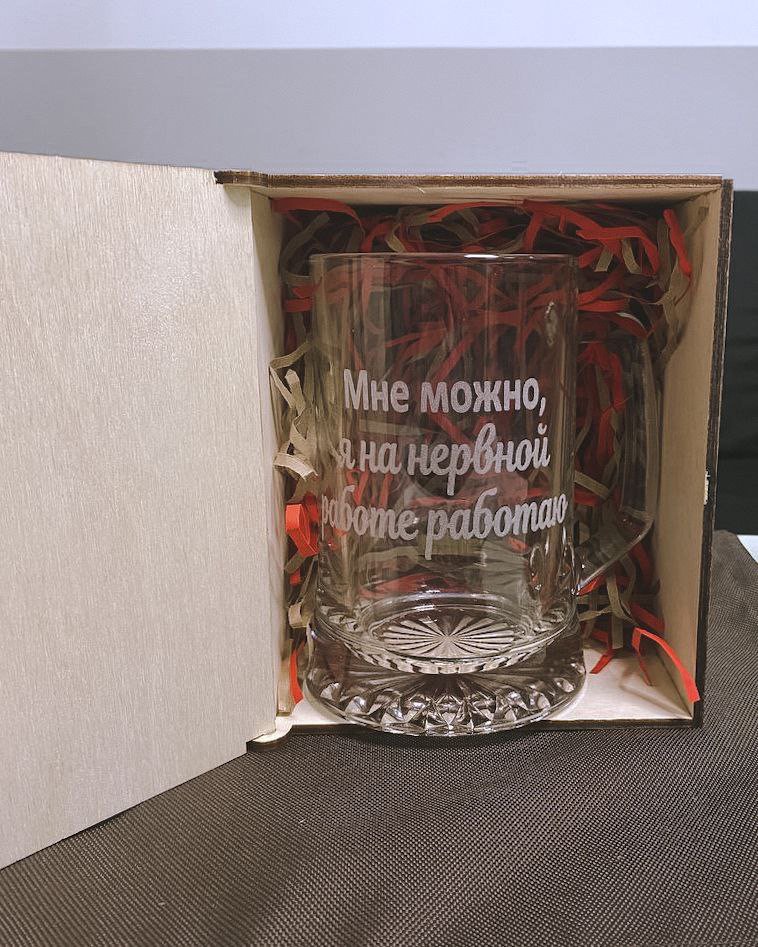 Мне можно,
я на нервной
работе работаю